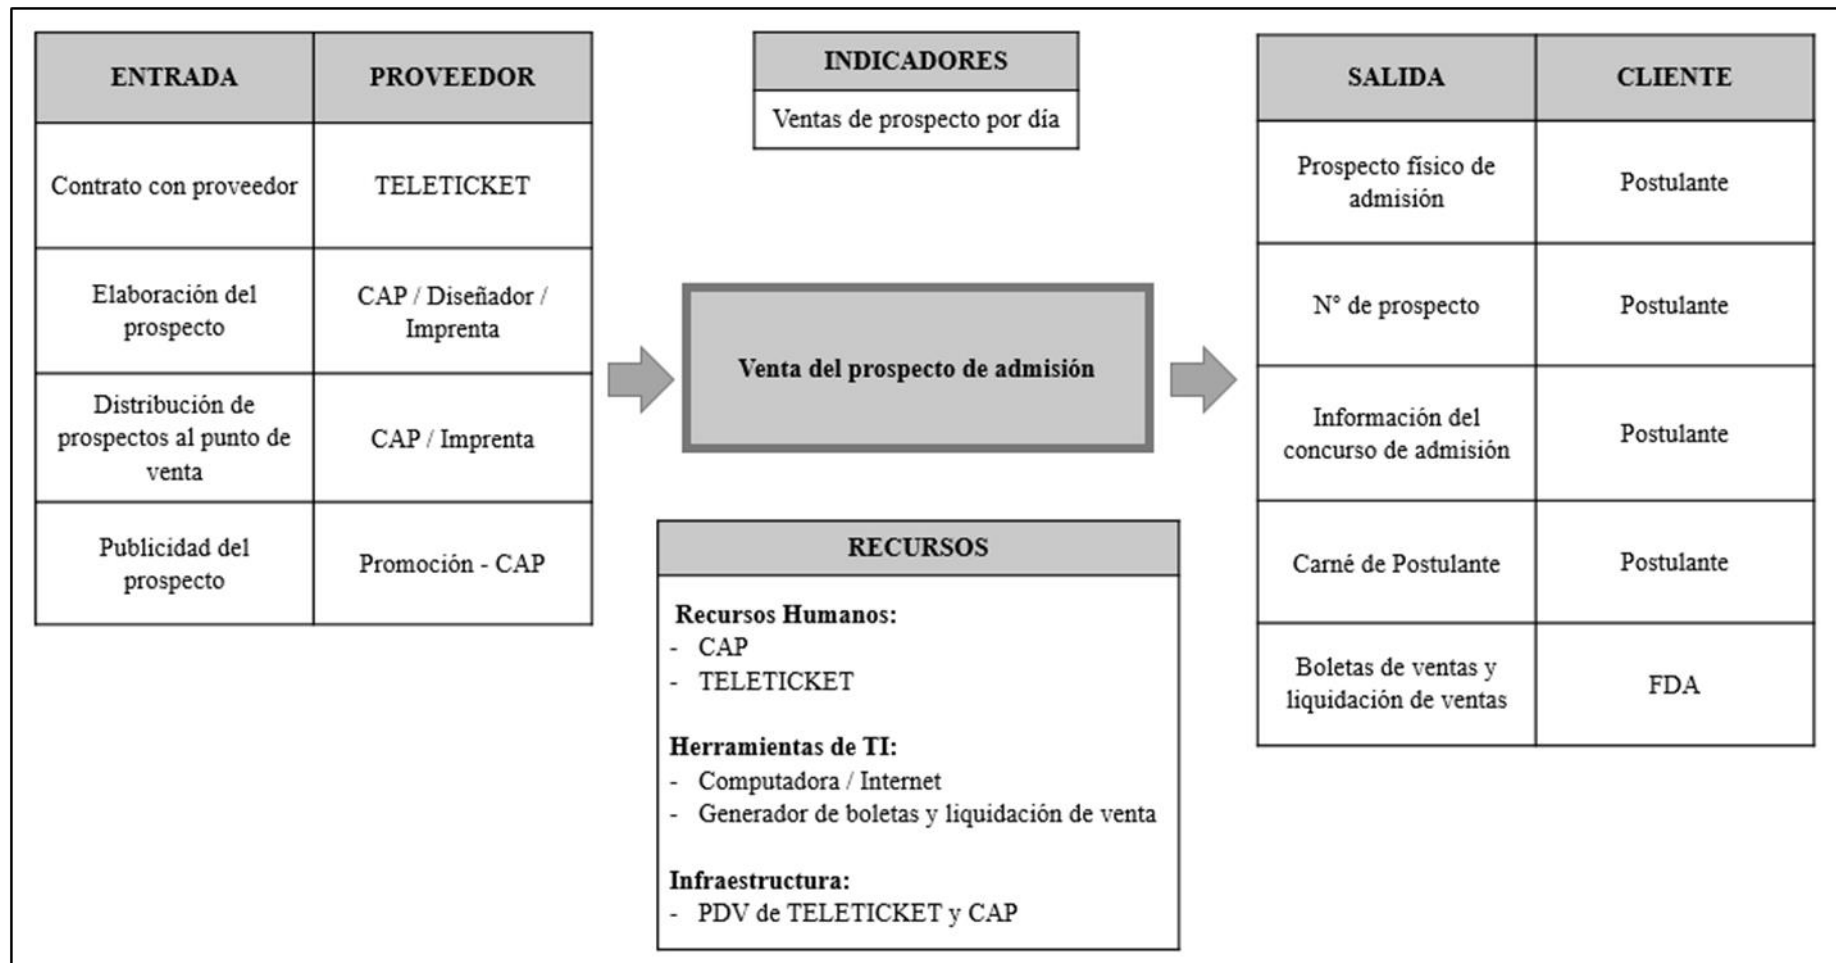 ENTRADA
PROVEEDOR
Contrato con proveedor
TELETICKET
Elaboración del
prospecto
CAP / Diseñador /
Imprenta
Distribución de
prospectos al punto de
venta
CAP / Imprenta
Publicidad del
prospecto
Promoción - CAP
INDICADORES
Ventas de prospecto por día
Venta del prospecto de admisión
RECURSOS
Recursos Humanos:
- CAP
- TELETICKET
Herramientas de TI:
- Computadora / Internet
- Generador de boletas y liquidación de venta
Infraestructura:
- PDV de TELETICKET y CAP
SALIDA
CLIENTE
Prospecto físico de
admisión
Postulante
N° de prospecto
Postulante
Información del
concurso de admisión
Postulante
Carné de Postulante
Postulante
Boletas de ventas y
liquidación de ventas
FDA